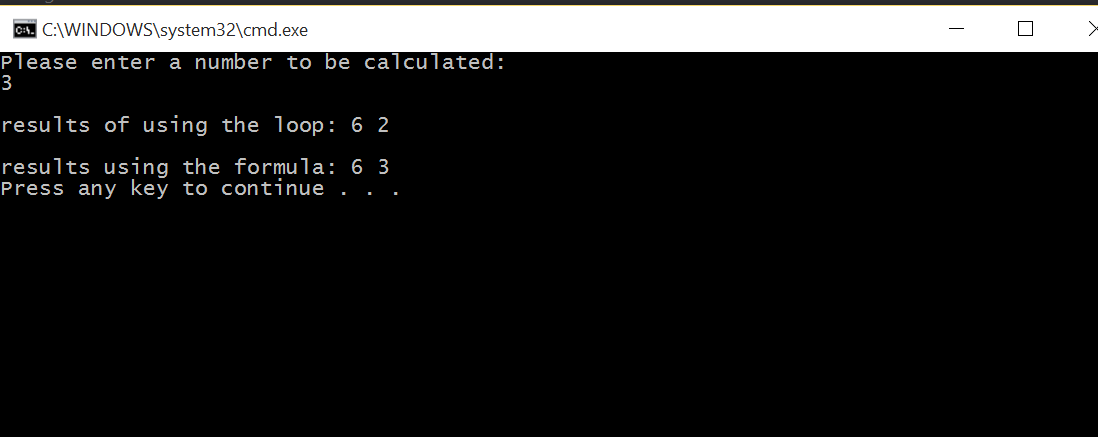 C:\WINDOWS\system32\cmd.exe
Please enter a number to be calculated:
3
results of using the loop: 6 2
results using the formula: 6 3
Press any key to continue . . .